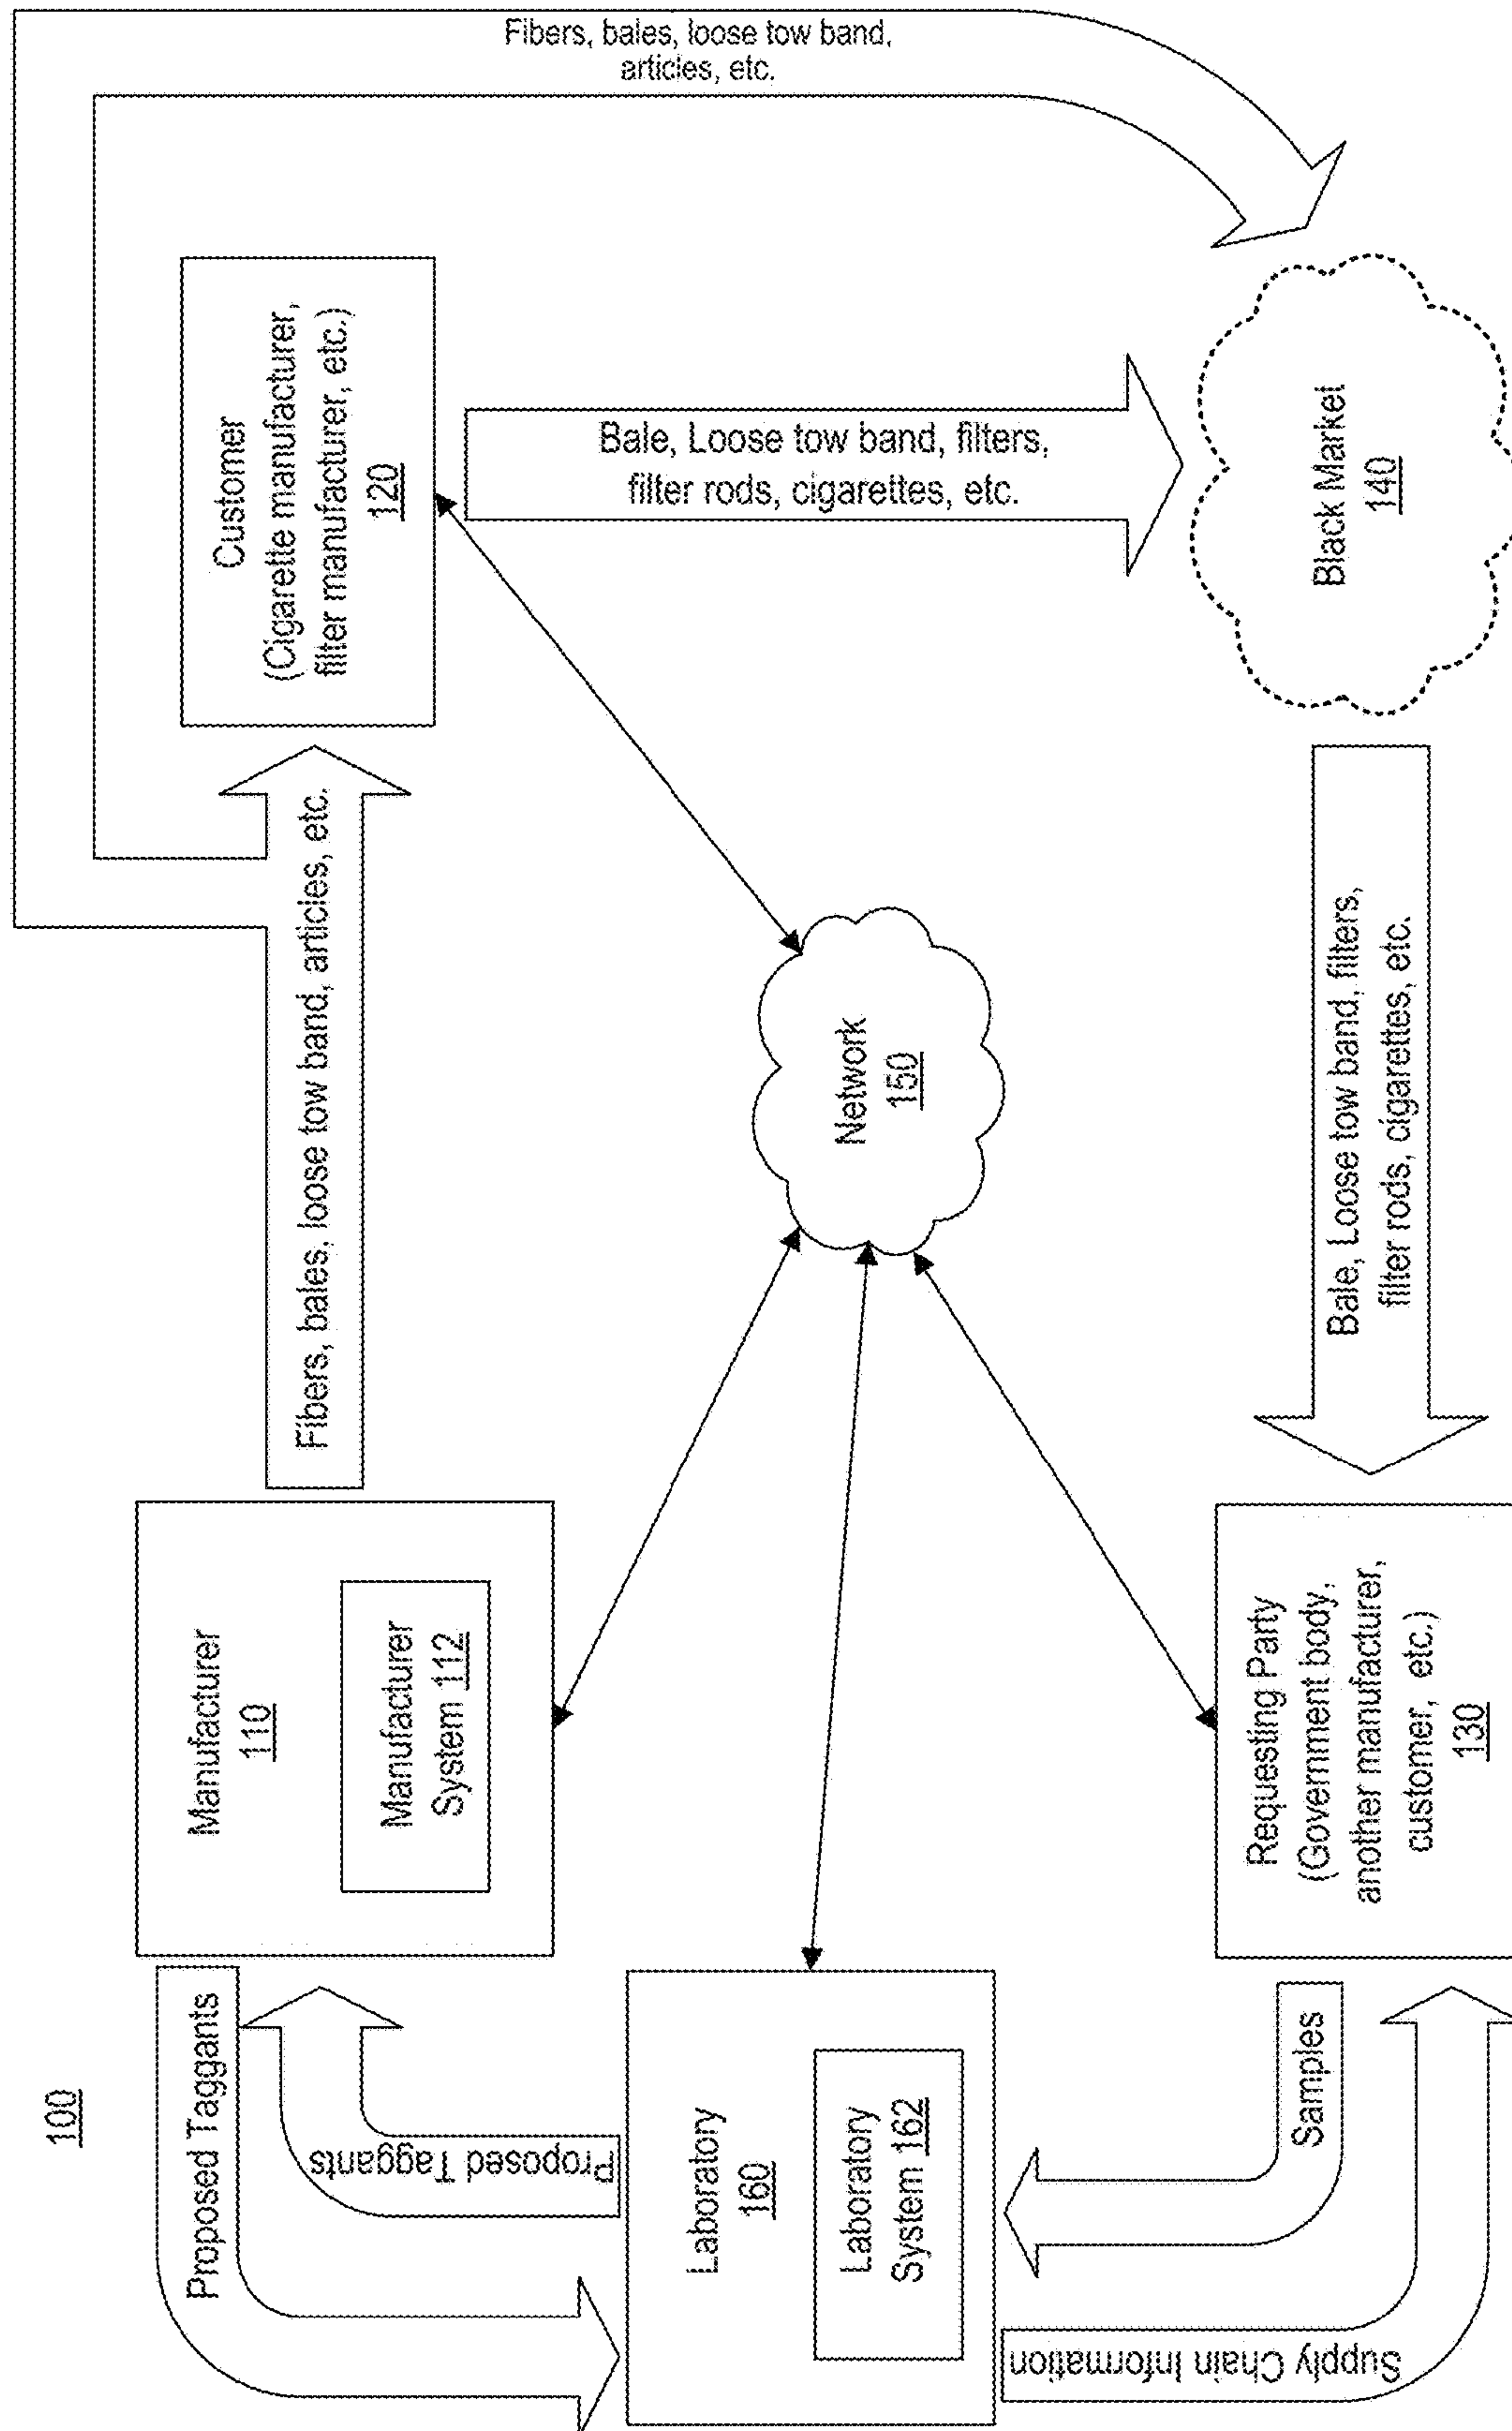 100
Proposed Taggants
Proposed Taggants
Manufacturer
110
Manufacturer
System 112
Fibers, bales, loose tow band, articles, etc.
Fibers, bales, loose tow band,
articles, etc.
Customer
(Cigarette manufacturer,
filter manufacturer, etc.)
120
Laboratory
160
Laboratory
System 162
Network
150
Bale, Loose tow band, filters,
filter rods, cigarettes, etc.
Supply Chain Information
Samples
Requesting Party
(Government body,
another manufacturer,
customer, etc.)
130
Bale, Loose tow band, filters,
filter rods, cigarettes, etc.
Black Market
140